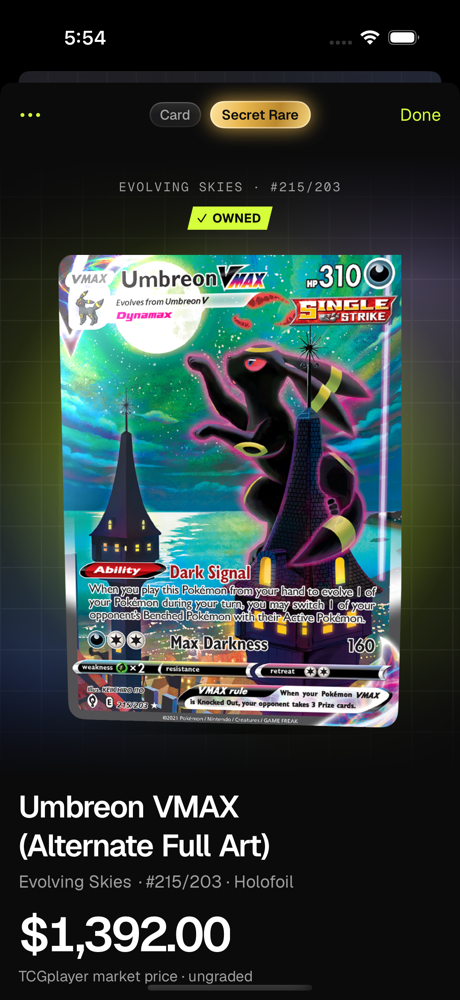 5:54
Card
Secret Rare
Done
EVOLVING SKIES · #215/203
✓ OWNED
VMAX
Umbreon VMAX
HP 310
Evolves from Umbreon V
Dynamax
SINGLE STRIKE
Ability
Dark Signal
When you play this Pokémon from your hand to evolve 1 of
your Pokémon during your turn, you may switch 1 of your
opponent's Benched Pokémon with their Active Pokémon.
Max Darkness
160
weakness ×2
resistance
retreat
Illus. KEIICHIRO ITO
E 215/203 ★
VMAX rule
When your Pokémon VMAX
is Knocked Out, your opponent takes 3 Prize cards.
©2021 Pokémon / Nintendo / Creatures / GAME FREAK
Umbreon VMAX
(Alternate Full Art)
Evolving Skies · #215/203 · Holofoil
$1,392.00
TCGplayer market price · ungraded